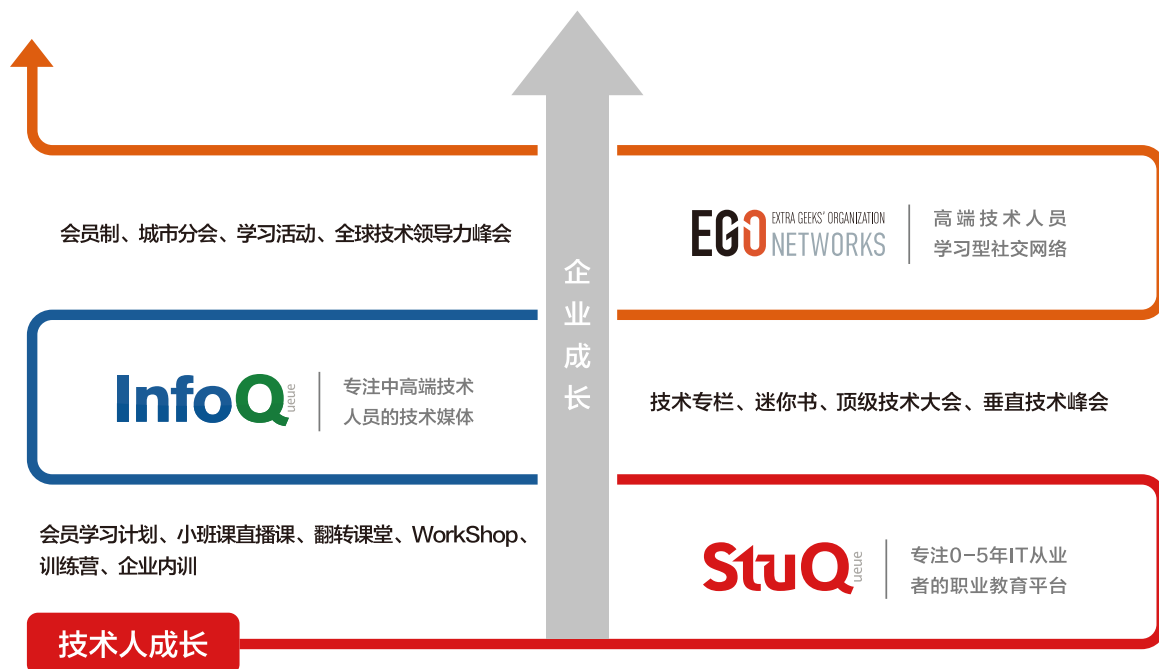 会员制、城市分会、学习活动、全球技术领导力峰会
EGO EXTRA GEEKS' ORGANIZATION
NETWORKS
高端技术人员
学习型社交网络
企业成长
InfoQ ueue
专注中高端技术
人员的技术媒体
技术专栏、迷你书、顶级技术大会、垂直技术峰会
会员学习计划、小班课直播课、翻转课堂、WorkShop、
训练营、企业内训
StuQ ueue
专注0-5年IT从业
者的职业教育平台
技术人成长